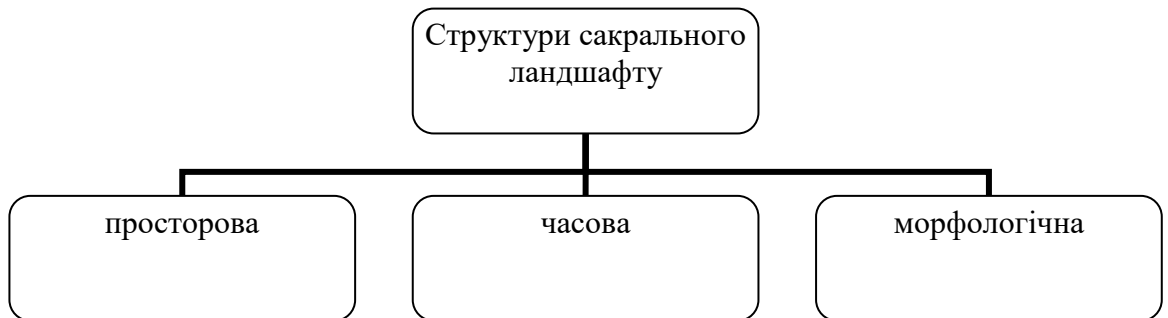 Структури сакрального
ландшафту
просторова
часова
морфологічна